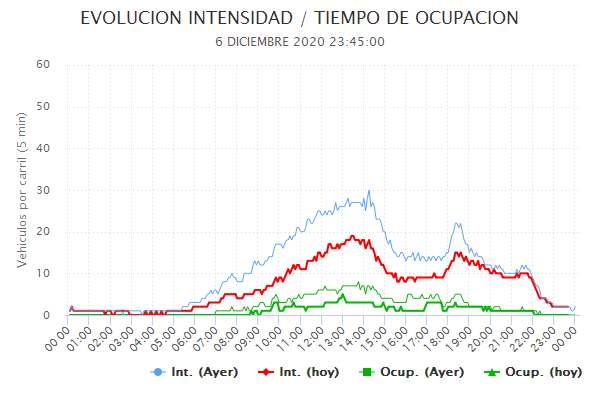 EVOLUCION INTENSIDAD / TIEMPO DE OCUPACION
6 DICIEMBRE 2020 23:45:00
Vehículos por carril (5 min)
60
50
40
30
20
10
0
00:00 01:00 02:00 03:00 04:00 05:00 06:00 07:00 08:00 09:00 10:00 11:00 12:00 13:00 14:00 15:00 16:00 17:00 18:00 19:00 20:00 21:00 22:00 23:00 00:00
Int. (Ayer) Int. (hoy) Ocup. (Ayer) Ocup. (hoy)